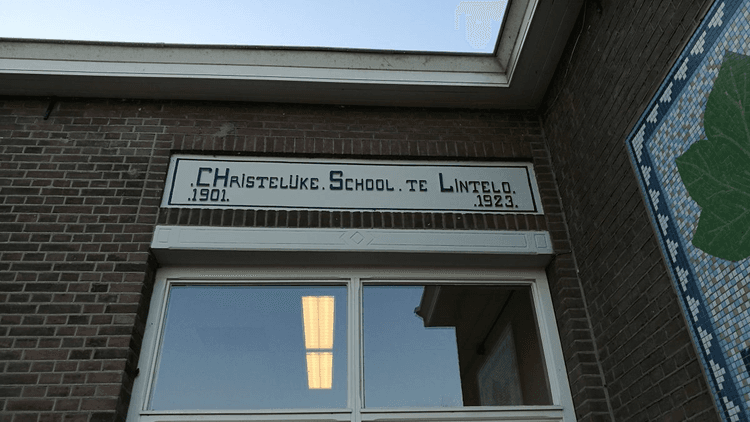 .CHRISTELIJKE.SCHOOL.TE LINTELO.
.1901. .1923.